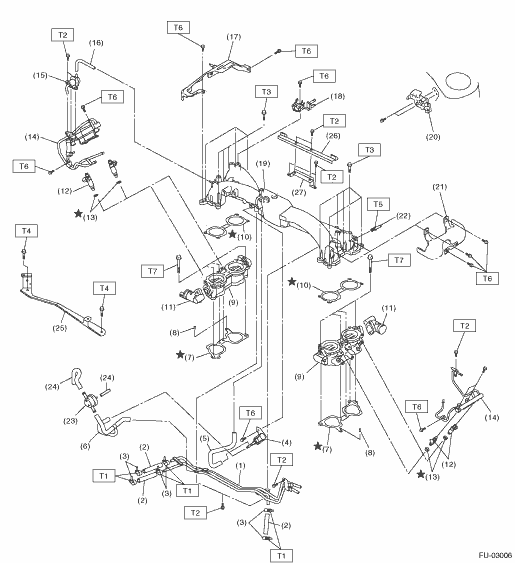 T6 (17)
T2 (16)
T6
T6
(15)
T3
(18)
T6
T2
(14)
(26)
(20)
T3
T6
(19)
(12)
(27)
T2
(21)
★(13)
T5
(22)
T4
★(10)
T7
T7
T6
★(10)
(9)
(11)
(11)
T4
(8)
T2
(25)
★(7)
(9)
(24) (24)
(23)
T6
T6
(14)
(5)
(4)
(6)
★(7)
(8)
(12)
(3) (2)
(1)
T2
★(13)
T1
(2)
(3)
T1
T2
(3)
(2)
T1
FU-03006